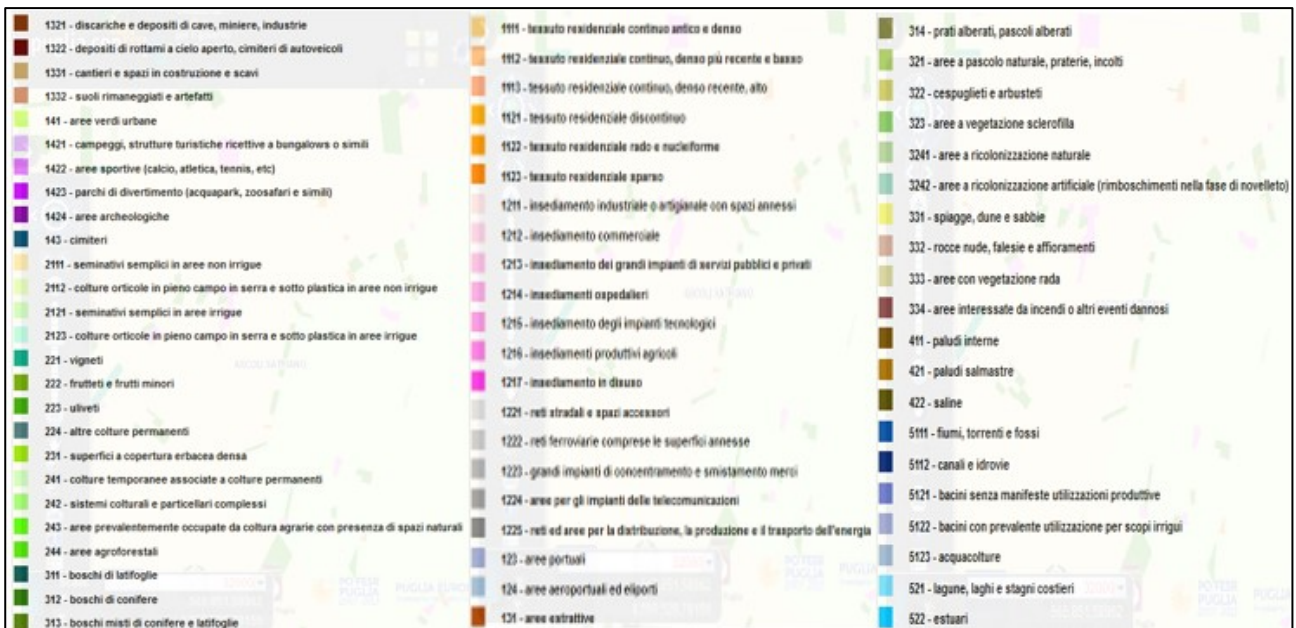 1321 - discariche e depositi di cave, miniere, industrie
1322 - depositi di rottami a cielo aperto, cimiteri di autoveicoli
1331 - cantieri e spazi in costruzione e scavi
1332 - suoli rimaneggiati e artefatti
141 - aree verdi urbane
1421 - campeggi, strutture turistiche ricettive a bungalows o simili
1422 - aree sportive (calcio, atletica, tennis, etc)
1423 - parchi di divertimento (acquapark, zoosafari e simili)
1424 - aree archeologiche
143 - cimiteri
2111 - seminativi semplici in aree non irrigue
2112 - colture orticole in pieno campo in serra e sotto plastica in aree non irrigue
2121 - seminativi semplici in aree irrigue
2123 - colture orticole in pieno campo in serra e sotto plastica in aree irrigue
221 - vigneti
222 - frutteti e frutti minori
223 - uliveti
224 - altre colture permanenti
231 - superfici a copertura erbacea densa
241 - colture temporanee associate a colture permanenti
242 - sistemi colturali e particellari complessi
243 - aree prevalentemente occupate da coltura agrarie con presenza di spazi naturali
244 - aree agroforestali
311 - boschi di latifoglie
312 - boschi di conifere
313 - boschi misti di conifere e latifoglie
1111 - tessuto residenziale continuo antico e denso
1112 - tessuto residenziale continuo, denso più recente e basso
1113 - tessuto residenziale continuo, denso recente, alto
1121 - tessuto residenziale discontinuo
1122 - tessuto residenziale rado e nucleiforme
1123 - tessuto residenziale sparso
1211 - insediamento industriale o artigianale con spazi annessi
1212 - insediamento commerciale
1213 - insediamento dei grandi impianti di servizi pubblici e privati
1214 - insediamenti ospedalieri
1215 - insediamento degli impianti tecnologici
1216 - insediamenti produttivi agricoli
1217 - insediamento in disuso
1221 - reti stradali e spazi accessori
1222 - reti ferroviarie comprese le superfici annesse
1223 - grandi impianti di concentramento e smistamento merci
1224 - aree per gli impianti delle telecomunicazioni
1225 - reti ed aree per la distribuzione, la produzione e il trasporto dell'energia
123 - aree portuali
124 - aree aeroportuali ed eliporti
131 - aree estrattive
314 - prati alberati, pascoli alberati
321 - aree a pascolo naturale, praterie, incolti
322 - cespuglieti e arbusteti
323 - aree a vegetazione sclerofilla
3241 - aree a ricolonizzazione naturale
3242 - aree a ricolonizzazione artificiale (rimboschimenti nella fase di novelleto)
331 - spiagge, dune e sabbie
332 - rocce nude, falesie e affioramenti
333 - aree con vegetazione rada
334 - aree interessate da incendi o altri eventi dannosi
411 - paludi interne
421 - paludi salmastre
422 - saline
5111 - fiumi, torrenti e fossi
5112 - canali e idrovie
5121 - bacini senza manifeste utilizzazioni produttive
5122 - bacini con prevalente utilizzazione per scopi irrigui
5123 - acquacolture
521 - lagune, laghi e stagni costieri
522 - estuari